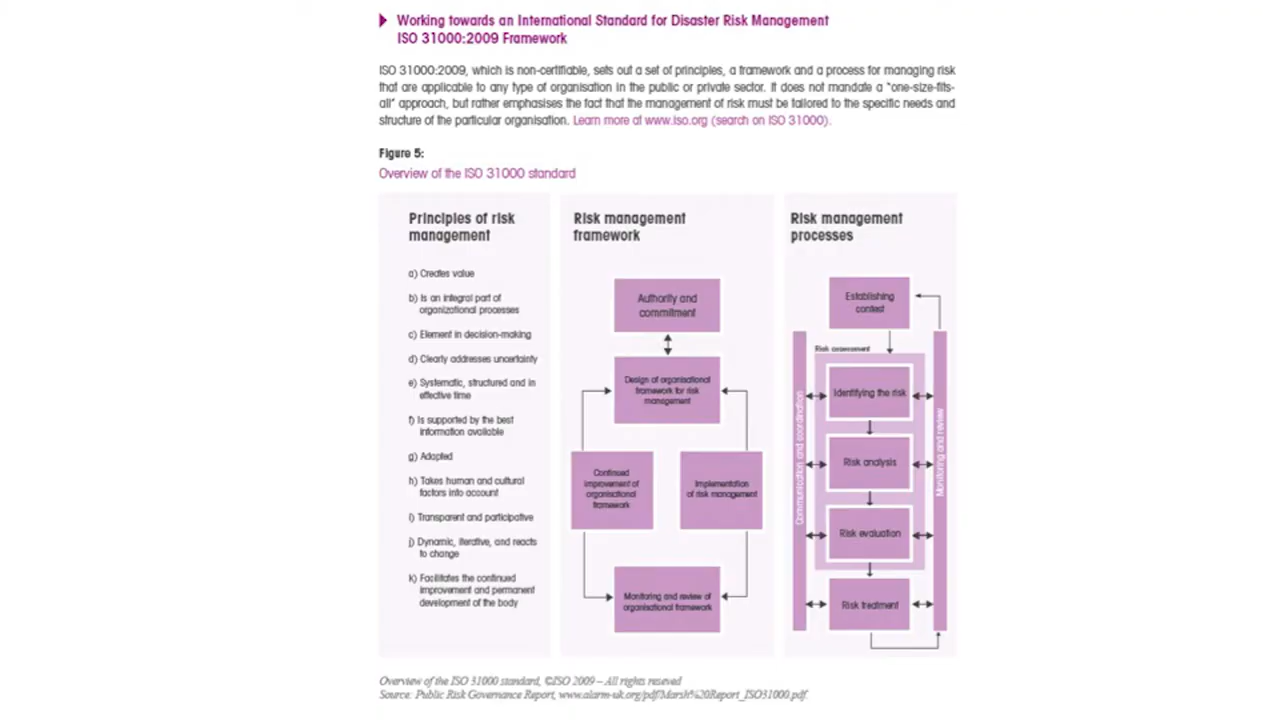 Working towards an International Standard for Disaster Risk Management
ISO 31000:2009 Framework
ISO 31000:2009, which is non-certifiable, sets out a set of principles, a framework and a process for managing risk
that are applicable to any type of organisation in the public or private sector. It does not mandate a "one-size-fits-
all" approach, but rather emphasises the fact that the management of risk must be tailored to the specific needs and
structure of the particular organisation. Learn more at www.iso.org (search on ISO 31000).
Figure 5:
Overview of the ISO 31000 standard
Principles of risk
management
a) Creates value
b) Is an integral part of
organizational processes
c) Element in decision-making
d) Clearly addresses uncertainty
e) Systematic, structured and in
effective time
f) Is supported by the best
information available
g) Adapted
h) Takes human and cultural
factors into account
i) Transparent and participative
j) Dynamic, iterative, and reacts
to change
k) Facilitates the continued
improvement and permanent
development of the body
Risk management
framework
Authority and
commitment
Design of organisational
framework for risk
management
Continued
improvement of
organisational
framework
Implementation
of risk management
Monitoring and review of
organisational framework
Risk management
processes
Establishing
context
Risk assessment
Communication and coordination
Identifying the risk
Risk analysis
Risk evaluation
Risk treatment
Monitoring and review
Overview of the ISO 31000 standard, ©ISO 2009 – All rights reseved
Source: Public Risk Governance Report, www.alarm-uk.org/pdf/Marsh%20Report_ISO31000.pdf.